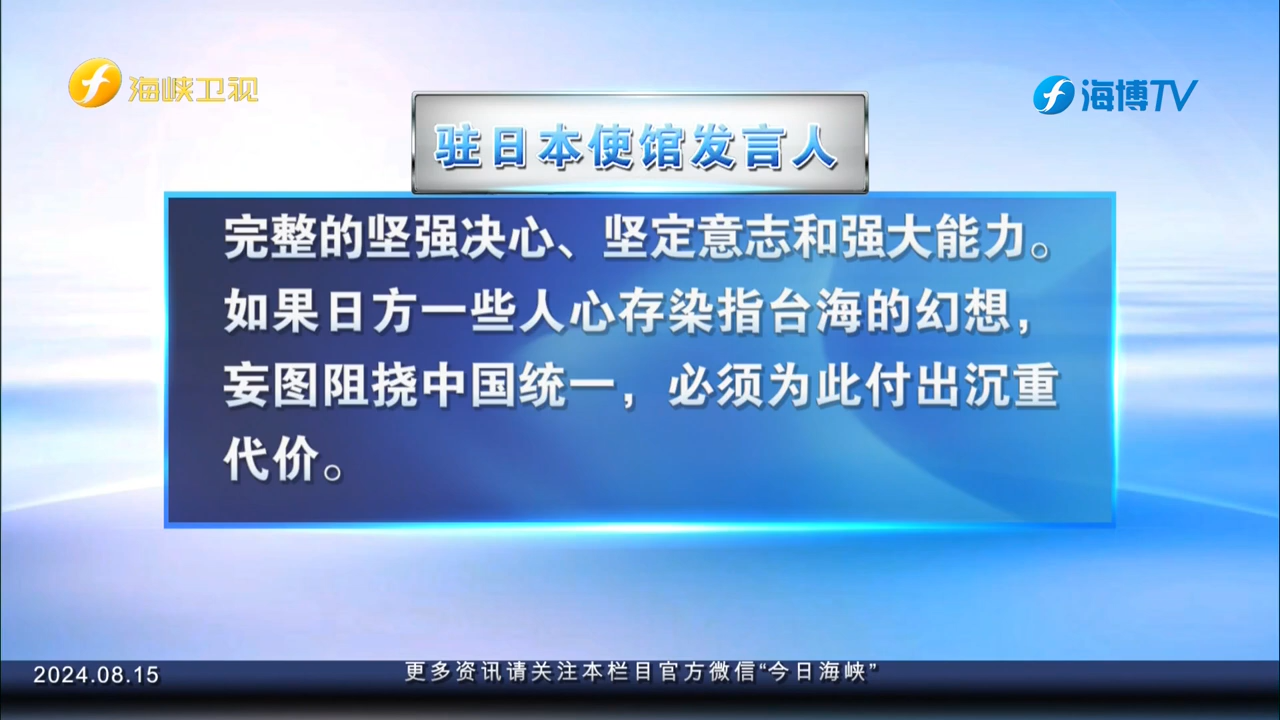 海峡卫视
海博TV
驻日本使馆发言人
完整的坚强决心、坚定意志和强大能力。
如果日方一些人心存染指台海的幻想，
妄图阻挠中国统一，必须为此付出沉重
代价。
2024.08.15
更多资讯请关注本栏目官方微信“今日海峡”